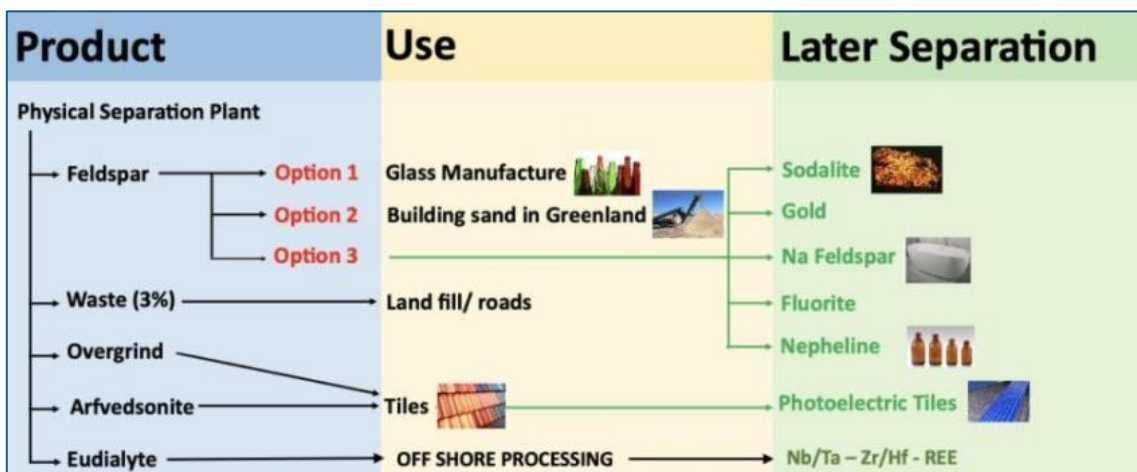 Product Use Later Separation
Physical Separation Plant
Feldspar Option 1 Glass Manufacture Sodalite
Option 2 Building sand in Greenland Gold
Option 3 Na Feldspar
Waste (3%) Land fill/ roads Fluorite
Overgrind Nepheline
Arfvedsonite Tiles Photoelectric Tiles
Eudialyte OFF SHORE PROCESSING Nb/Ta – Zr/Hf - REE